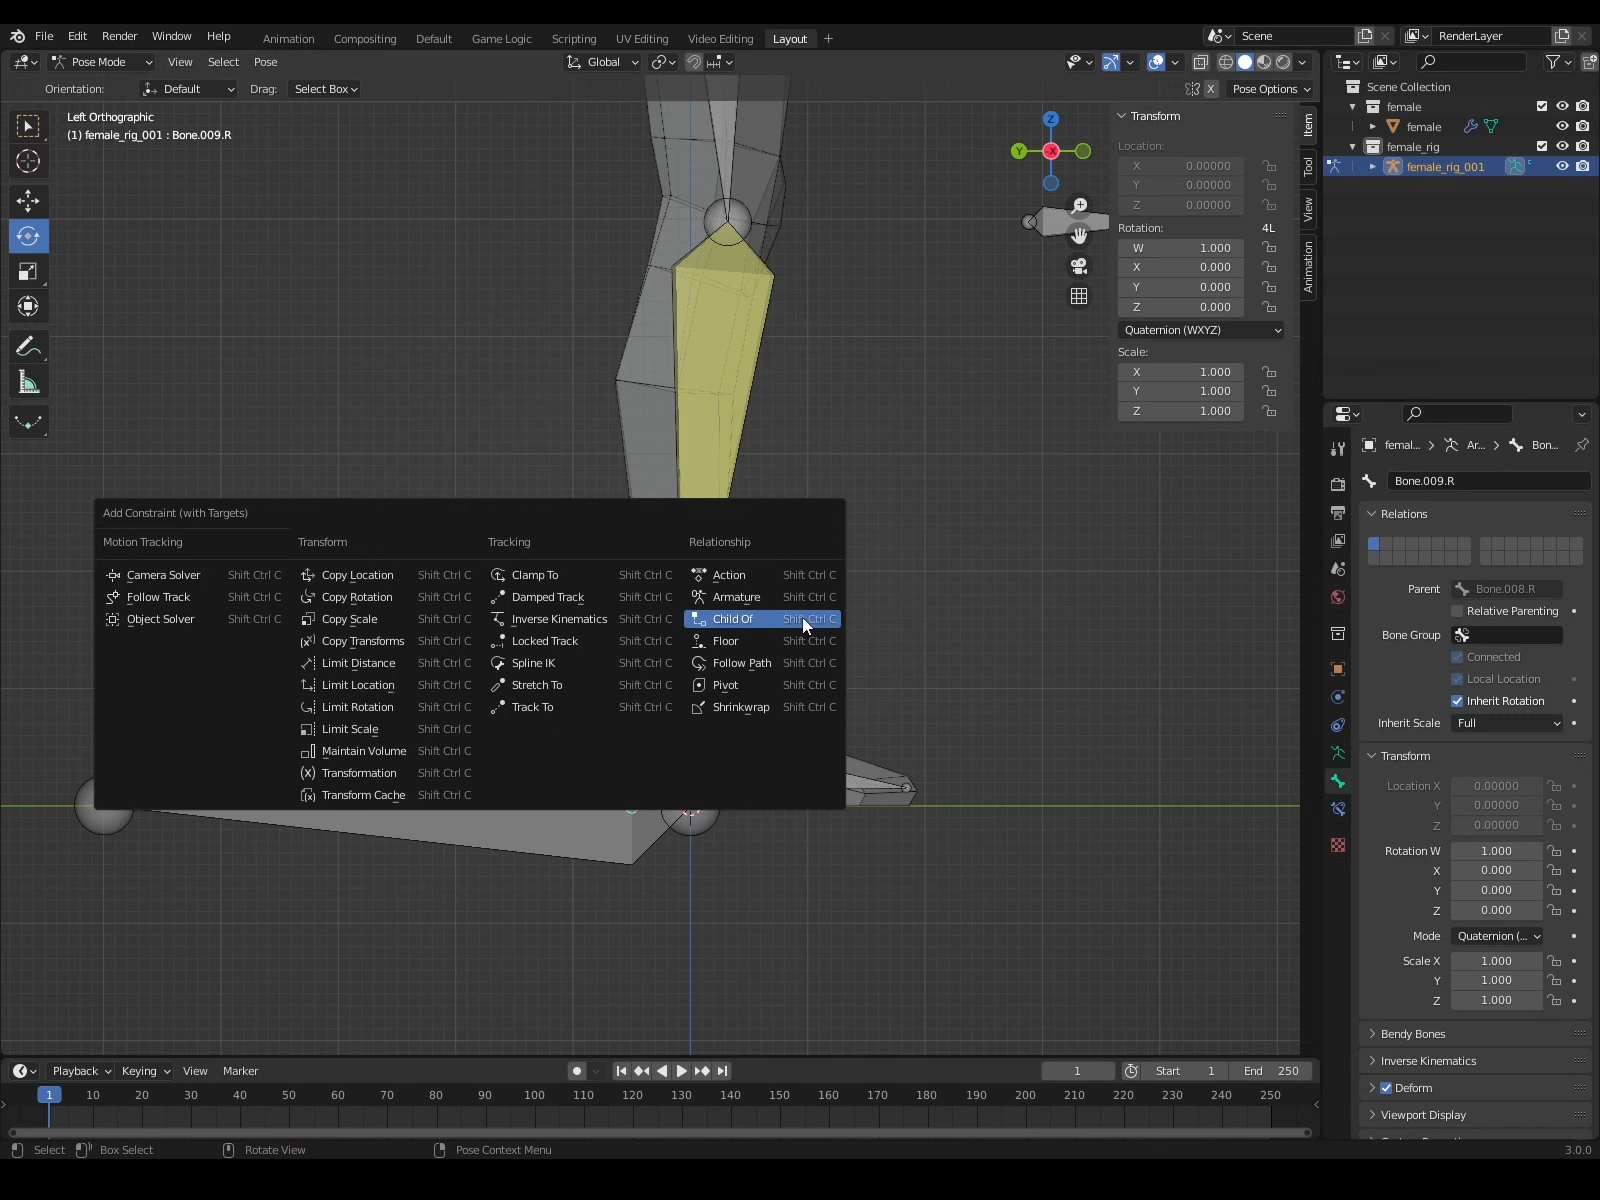 File Edit Render Window Help
Animation Compositing Default Game Logic Scripting UV Editing Video Editing Layout
Scene
RenderLayer
Pose Mode View Select Pose
Global
Orientation: Default Drag: Select Box
X Pose Options
Left Orthographic
(1) female_rig_001 : Bone.009.R
Z
Y
-X
Transform
Location:
X 0.00000
Y 0.00000
Z 0.00000
Rotation: 4L
W 1.000
X 0.000
Y 0.000
Z 0.000
Quaternion (WXYZ)
Scale:
X 1.000
Y 1.000
Z 1.000
Item
Tool
View
Animation
Scene Collection
female
female
female_rig
female_rig_001
femal... Ar... Bon...
Bone.009.R
Relations
Parent Bone.008.R
Relative Parenting
Bone Group
Connected
Local Location
Inherit Rotation
Inherit Scale Full
Transform
Location X 0.00000
Y 0.00000
Z 0.00000
Rotation W 1.000
X 0.000
Y 0.000
Z 0.000
Mode Quaternion (...
Scale X 1.000
Y 1.000
Z 1.000
Bendy Bones
Inverse Kinematics
Deform
Viewport Display
Add Constraint (with Targets)
Motion Tracking
Camera Solver Shift Ctrl C
Follow Track Shift Ctrl C
Object Solver Shift Ctrl C
Transform
Copy Location Shift Ctrl C
Copy Rotation Shift Ctrl C
Copy Scale Shift Ctrl C
Copy Transforms Shift Ctrl C
Limit Distance Shift Ctrl C
Limit Location Shift Ctrl C
Limit Rotation Shift Ctrl C
Limit Scale Shift Ctrl C
Maintain Volume Shift Ctrl C
Transformation Shift Ctrl C
Transform Cache Shift Ctrl C
Tracking
Clamp To Shift Ctrl C
Damped Track Shift Ctrl C
Inverse Kinematics Shift Ctrl C
Locked Track Shift Ctrl C
Spline IK Shift Ctrl C
Stretch To Shift Ctrl C
Track To Shift Ctrl C
Relationship
Action Shift Ctrl C
Armature Shift Ctrl C
Child Of Shift Ctrl C
Floor Shift Ctrl C
Follow Path Shift Ctrl C
Pivot Shift Ctrl C
Shrinkwrap Shift Ctrl C
Playback Keying View Marker
1 Start 1 End 250
1 10 20 30 40 50 60 70 80 90 100 110 120 130 140 150 160 170 180 190 200 210 220 230 240 250
Select Box Select Rotate View Pose Context Menu 3.0.0